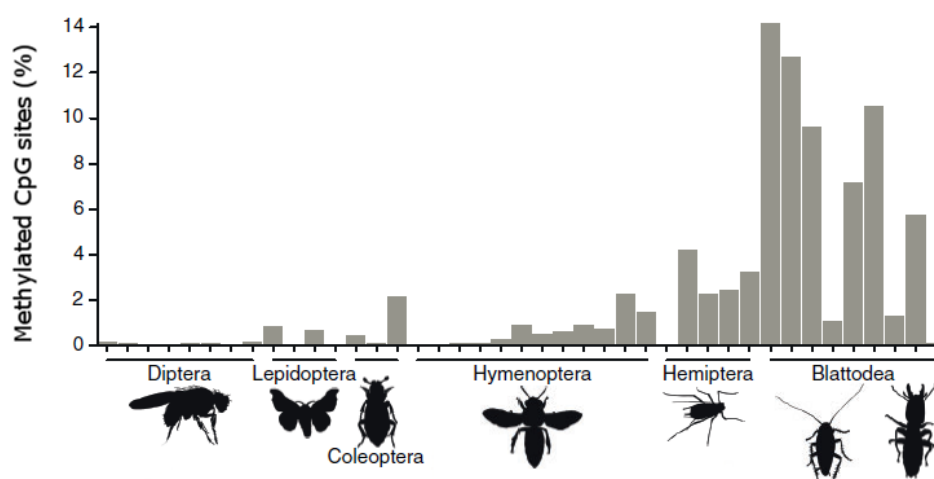 Methylated CpG sites (%)
14
12
10
8
6
4
2
0
Diptera
Lepidoptera
Coleoptera
Hymenoptera
Hemiptera
Blattodea